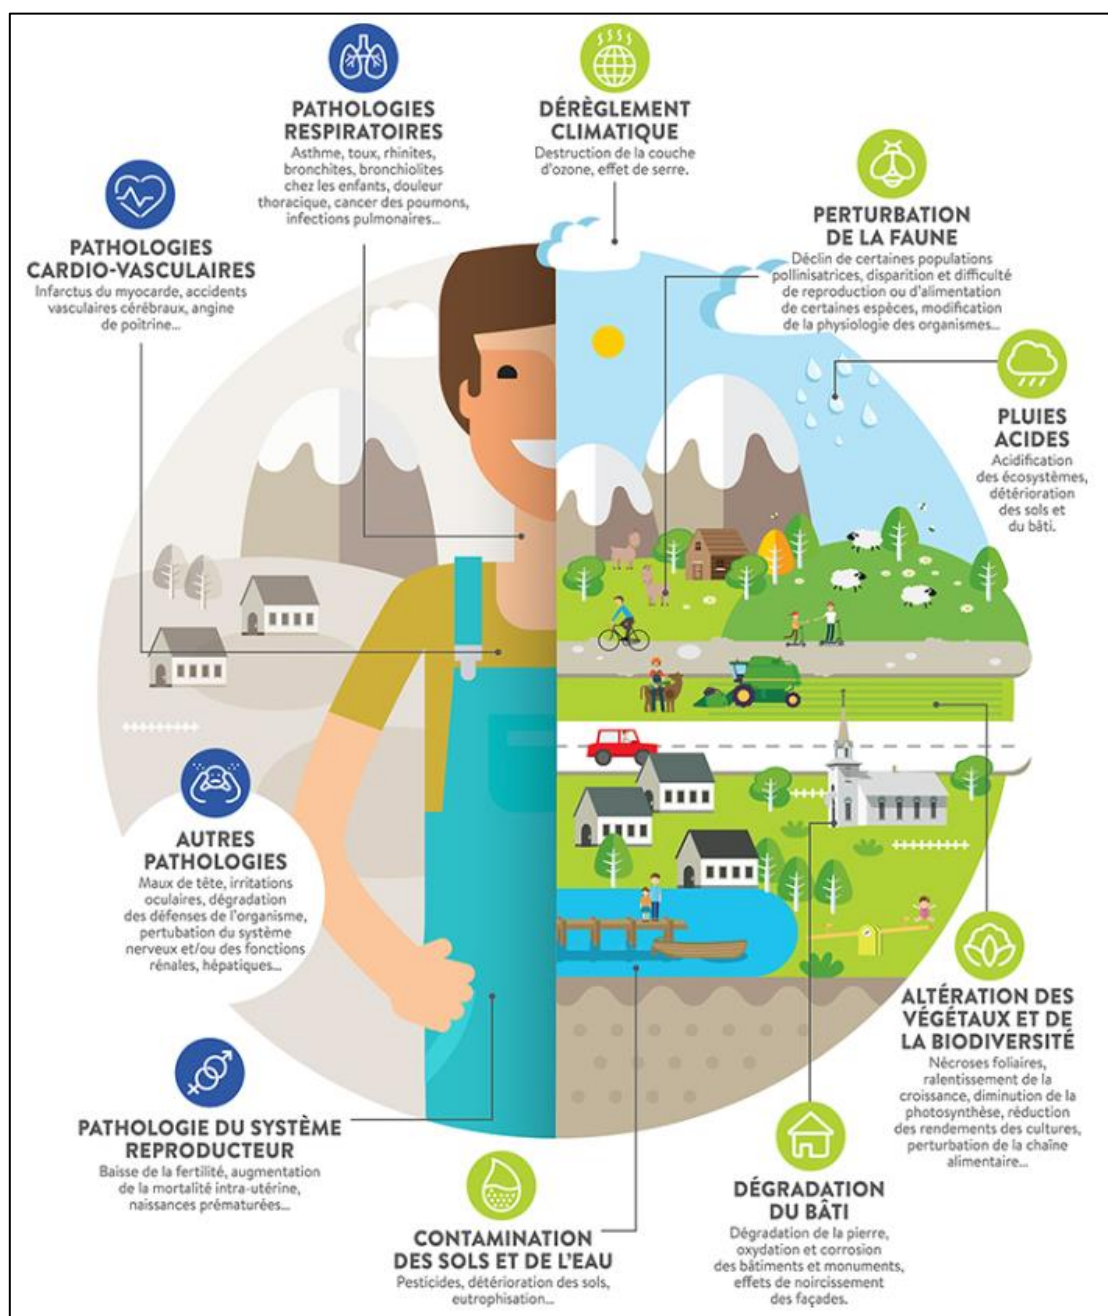 PATHOLOGIES
RESPIRATOIRES
Asthme, toux, rhinites,
bronchites, bronchiolites
chez les enfants, douleur
thoracique, cancer des poumons,
infections pulmonaires...
DÉRÈGLEMENT
CLIMATIQUE
Destruction de la couche
d'ozone, effet de serre.
PATHOLOGIES
CARDIO-VASCULAIRES
Infarctus du myocarde, accidents
vasculaires cérébraux, angine
de poitrine...
PERTURBATION
DE LA FAUNE
Déclin de certaines populations
pollinisatrices, disparition et difficulté
de reproduction ou d'alimentation
de certaines espèces, modification
de la physiologie des organismes...
PLUIES
ACIDES
Acidification
des écosystèmes,
détérioration
des sols et
du bâti.
AUTRES
PATHOLOGIES
Maux de tête, irritations
oculaires, dégradation
des défenses de l'organisme,
pertubation du système
nerveux et/ou des fonctions
rénales, hépatiques...
ALTÉRATION DES
VÉGÉTAUX ET DE
LA BIODIVERSITÉ
Nécroses foliaires,
ralentissement de la
croissance, diminution de la
photosynthèse, réduction
des rendements des cultures,
perturbation de la chaîne
alimentaire...
PATHOLOGIE DU SYSTÈME
REPRODUCTEUR
Baisse de la fertilité, augmentation
de la mortalité intra-utérine,
naissances prématurées...
DÉGRADATION
DU BÂTI
Dégradation de la pierre,
oxydation et corrosion
des bâtiments et monuments,
effets de noircissement
des façades.
CONTAMINATION
DES SOLS ET DE L'EAU
Pesticides, détérioration des sols,
eutrophisation...